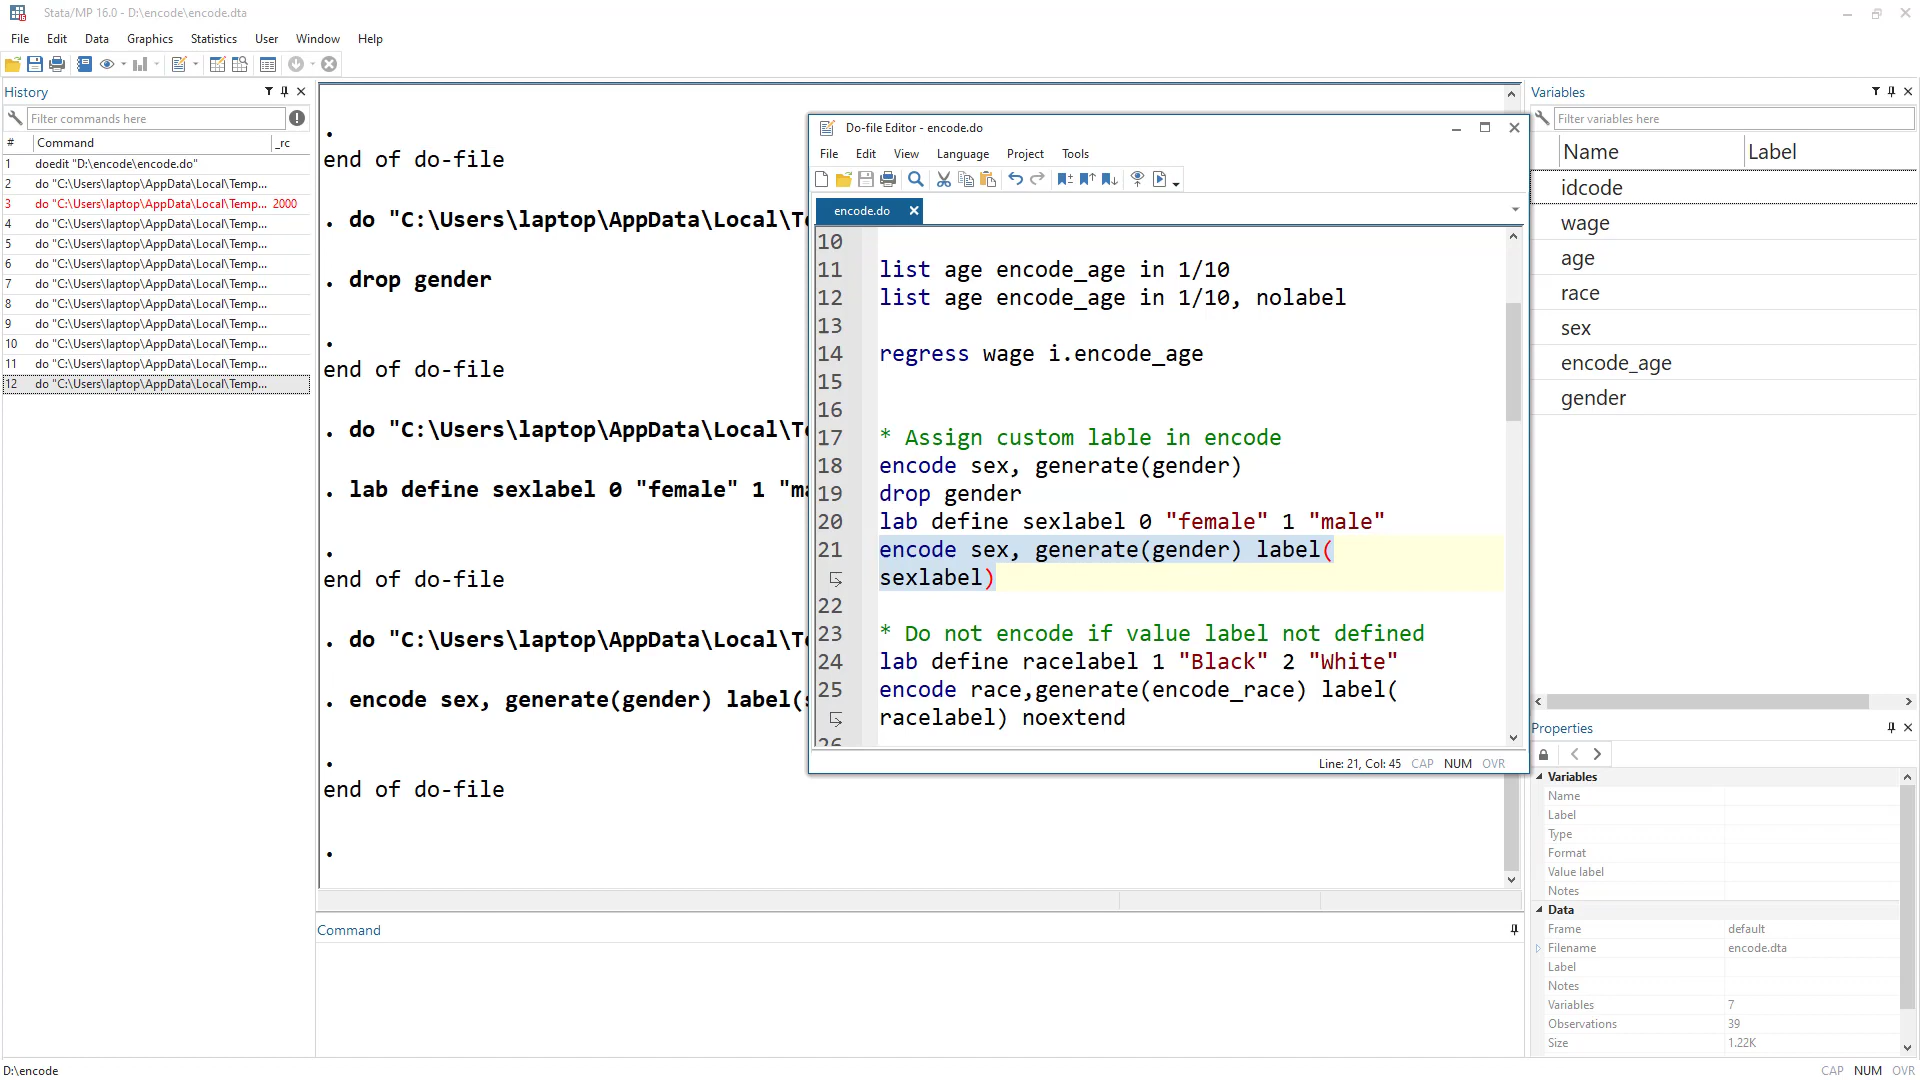 Stata/MP 16.0 - D:\encode\encode.dta
File Edit Data Graphics Statistics User Window Help
History
Filter commands here
# Command _rc
1 doedit "D:\encode\encode.do"
2 do "C:\Users\laptop\AppData\Local\Temp...
3 do "C:\Users\laptop\AppData\Local\Temp... 2000
4 do "C:\Users\laptop\AppData\Local\Temp...
5 do "C:\Users\laptop\AppData\Local\Temp...
6 do "C:\Users\laptop\AppData\Local\Temp...
7 do "C:\Users\laptop\AppData\Local\Temp...
8 do "C:\Users\laptop\AppData\Local\Temp...
9 do "C:\Users\laptop\AppData\Local\Temp...
10 do "C:\Users\laptop\AppData\Local\Temp...
11 do "C:\Users\laptop\AppData\Local\Temp...
12 do "C:\Users\laptop\AppData\Local\Temp...
.
end of do-file
. do "C:\Users\laptop\AppData\Local\Te
. drop gender
.
end of do-file
. do "C:\Users\laptop\AppData\Local\Te
. lab define sexlabel 0 "female" 1 "ma
.
end of do-file
. do "C:\Users\laptop\AppData\Local\Te
. encode sex, generate(gender) label(s
.
end of do-file
.
Command
Do-file Editor - encode.do
File Edit View Language Project Tools
encode.do
10
11 list age encode_age in 1/10
12 list age encode_age in 1/10, nolabel
13
14 regress wage i.encode_age
15
16
17 * Assign custom lable in encode
18 encode sex, generate(gender)
19 drop gender
20 lab define sexlabel 0 "female" 1 "male"
21 encode sex, generate(gender) label(
sexlabel)
22
23 * Do not encode if value label not defined
24 lab define racelabel 1 "Black" 2 "White"
25 encode race,generate(encode_race) label(
racelabel) noextend
26
Line: 21, Col: 45 CAP NUM OVR
Variables
Filter variables here
Name Label
idcode
wage
age
race
sex
encode_age
gender
Properties
Variables
Name
Label
Type
Format
Value label
Notes
Data
Frame default
Filename encode.dta
Label
Notes
Variables 7
Observations 39
Size 1.22K
D:\encode
CAP NUM OVR